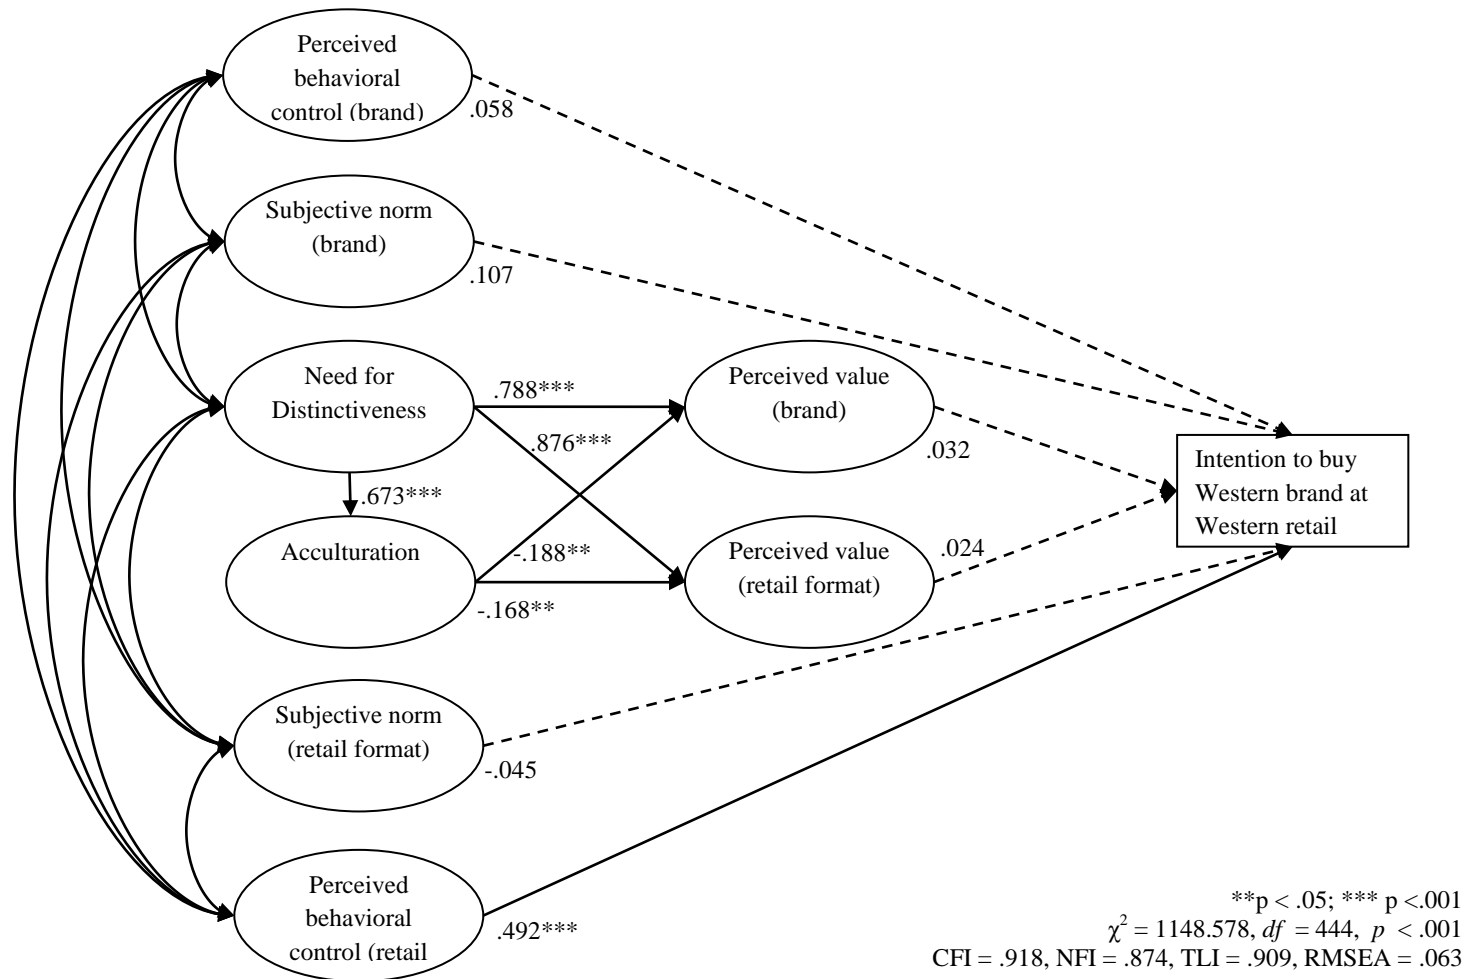 Perceived
behavioral
control (brand)
.058
Subjective norm
(brand)
.107
Need for
Distinctiveness
.788***
.876***
.673***
Perceived value
(brand)
.032
Intention to buy
Western brand at
Western retail
Acculturation
-.188**
-.168**
Perceived value
(retail format)
.024
Subjective norm
(retail format)
-.045
Perceived
behavioral
control (retail
.492***
**p < .05; *** p <.001
χ² = 1148.578, df = 444, p < .001
CFI = .918, NFI = .874, TLI = .909, RMSEA = .063